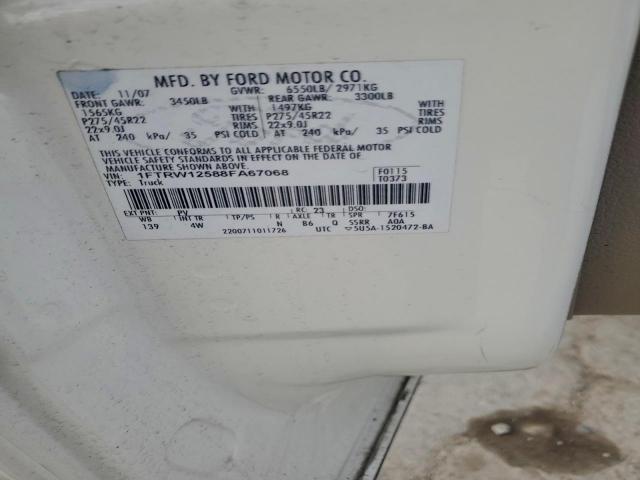 MFD. BY FORD MOTOR CO.
DATE: 11/07 GVWR: 6550LB/ 2971KG
FRONT GAWR: 3450LB REAR GAWR: 3300LB
1565KG WITH 1497KG WITH
P275/45R22 TIRES P275/45R22 TIRES
22x9.0J RIMS 22x9.0J RIMS
AT 240 kPa/ 35 PSI COLD AT 240 kPa/ 35 PSI COLD
THIS VEHICLE CONFORMS TO ALL APPLICABLE FEDERAL MOTOR
VEHICLE SAFETY STANDARDS IN EFFECT ON THE DATE OF
MANUFACTURE SHOWN ABOVE.
VIN: 1FTRW12588FA67068 F0115
TYPE: Truck T0373
EXT PNT: PV RC: 23 DSO:
WB INT TR TP/PS R AXLE TR SPR 7F615
139 4W N B6 Q SSRR A0A
2200711011726 UTC 5U5A-1520472-BA